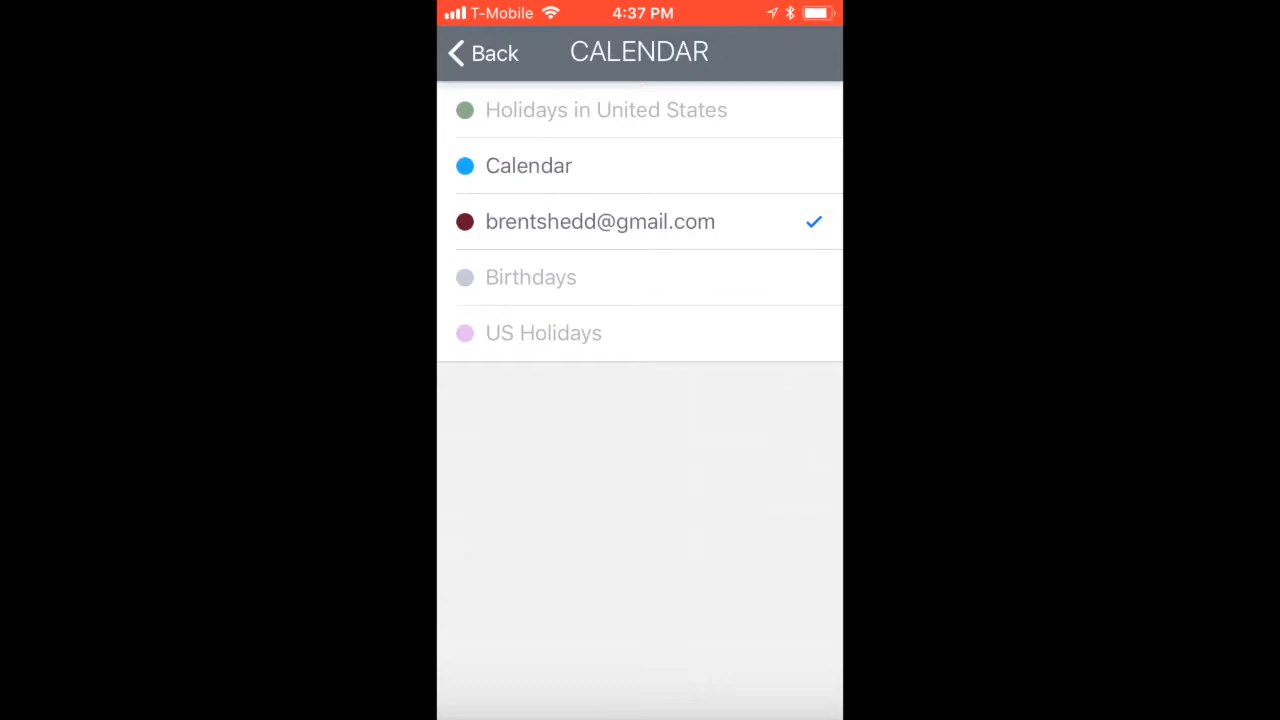 T-Mobile 4:37 PM
Back CALENDAR
Holidays in United States
Calendar
brentshedd@gmail.com
Birthdays
US Holidays